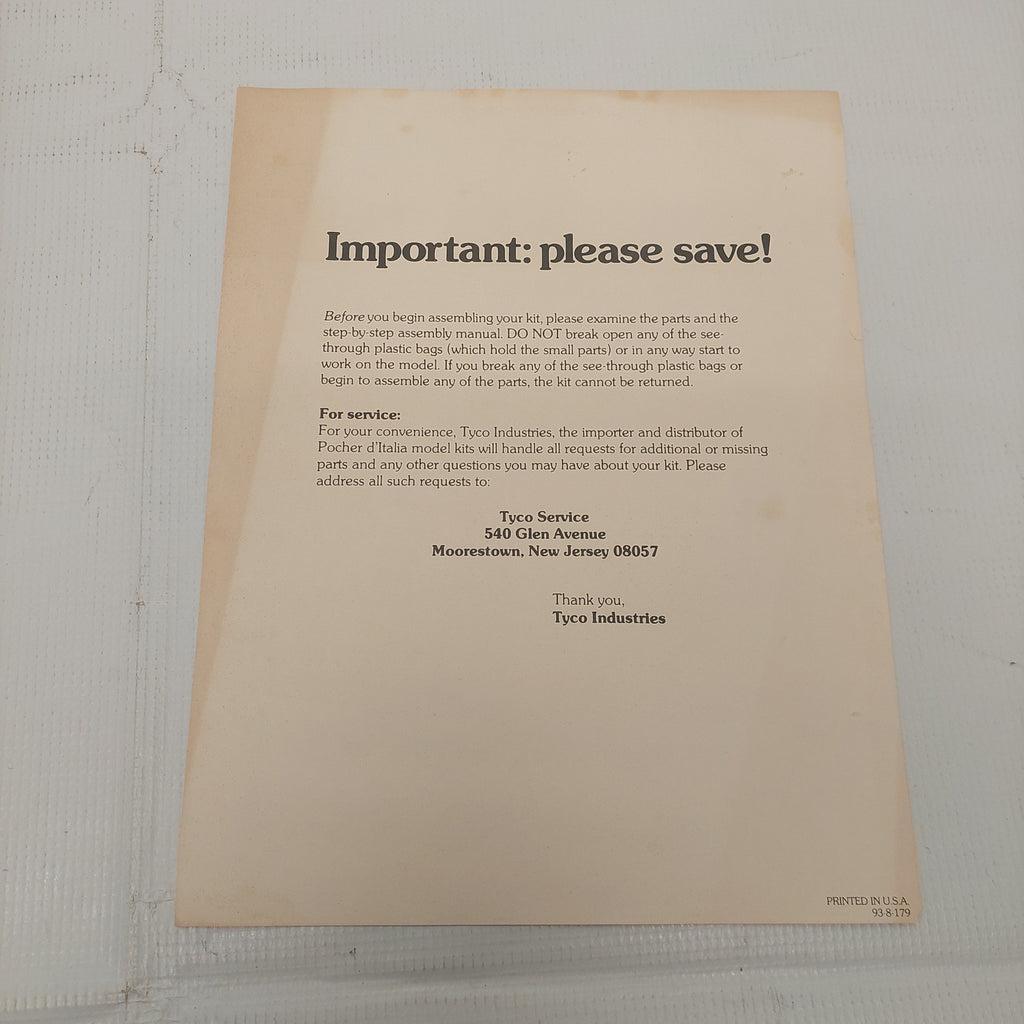 Important: please save!
Before you begin assembling your kit, please examine the parts and the
step-by-step assembly manual. DO NOT break open any of the see-
through plastic bags (which hold the small parts) or in any way start to
work on the model. If you break any of the see-through plastic bags or
begin to assemble any of the parts, the kit cannot be returned.
For service:
For your convenience, Tyco Industries, the importer and distributor of
Pocher d'Italia model kits will handle all requests for additional or missing
parts and any other questions you may have about your kit. Please
address all such requests to:
Tyco Service
540 Glen Avenue
Moorestown, New Jersey 08057
Thank you,
Tyco Industries
PRINTED IN U.S.A.
93-8-179